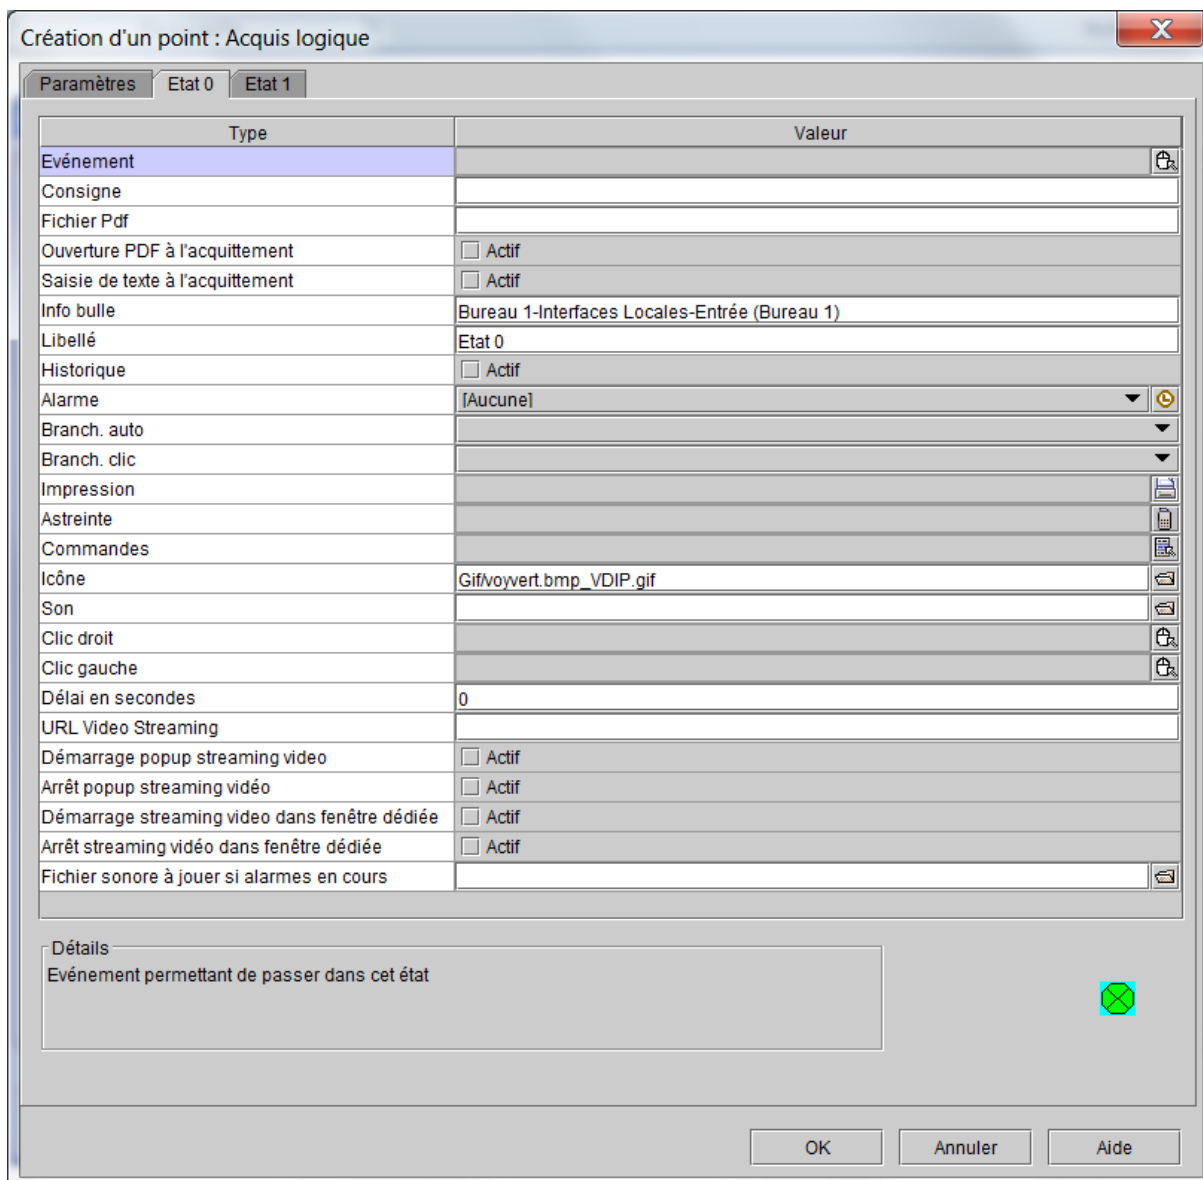 Création d'un point : Acquis logique
Paramètres Etat 0 Etat 1
Type Valeur
Evénement
Consigne
Fichier Pdf
Ouverture PDF à l'acquittement Actif
Saisie de texte à l'acquittement Actif
Info bulle Bureau 1-Interfaces Locales-Entrée (Bureau 1)
Libellé Etat 0
Historique Actif
Alarme [Aucune]
Branch. auto
Branch. clic
Impression
Astreinte
Commandes
Icône Gif/voyvert.bmp_VDIP.gif
Son
Clic droit
Clic gauche
Délai en secondes 0
URL Video Streaming
Démarrage popup streaming video Actif
Arrêt popup streaming vidéo Actif
Démarrage streaming video dans fenêtre dédiée Actif
Arrêt streaming vidéo dans fenêtre dédiée Actif
Fichier sonore à jouer si alarmes en cours
Détails
Evénement permettant de passer dans cet état
OK Annuler Aide